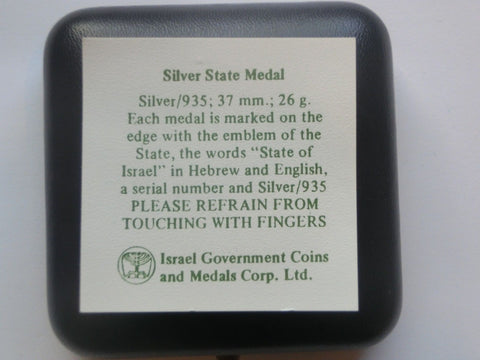 Silver State Medal
Silver/935; 37 mm.; 26 g.
Each medal is marked on the
edge with the emblem of the
State, the words “State of
Israel” in Hebrew and English,
a serial number and Silver/935
PLEASE REFRAIN FROM
TOUCHING WITH FINGERS
Israel Government Coins
and Medals Corp. Ltd.